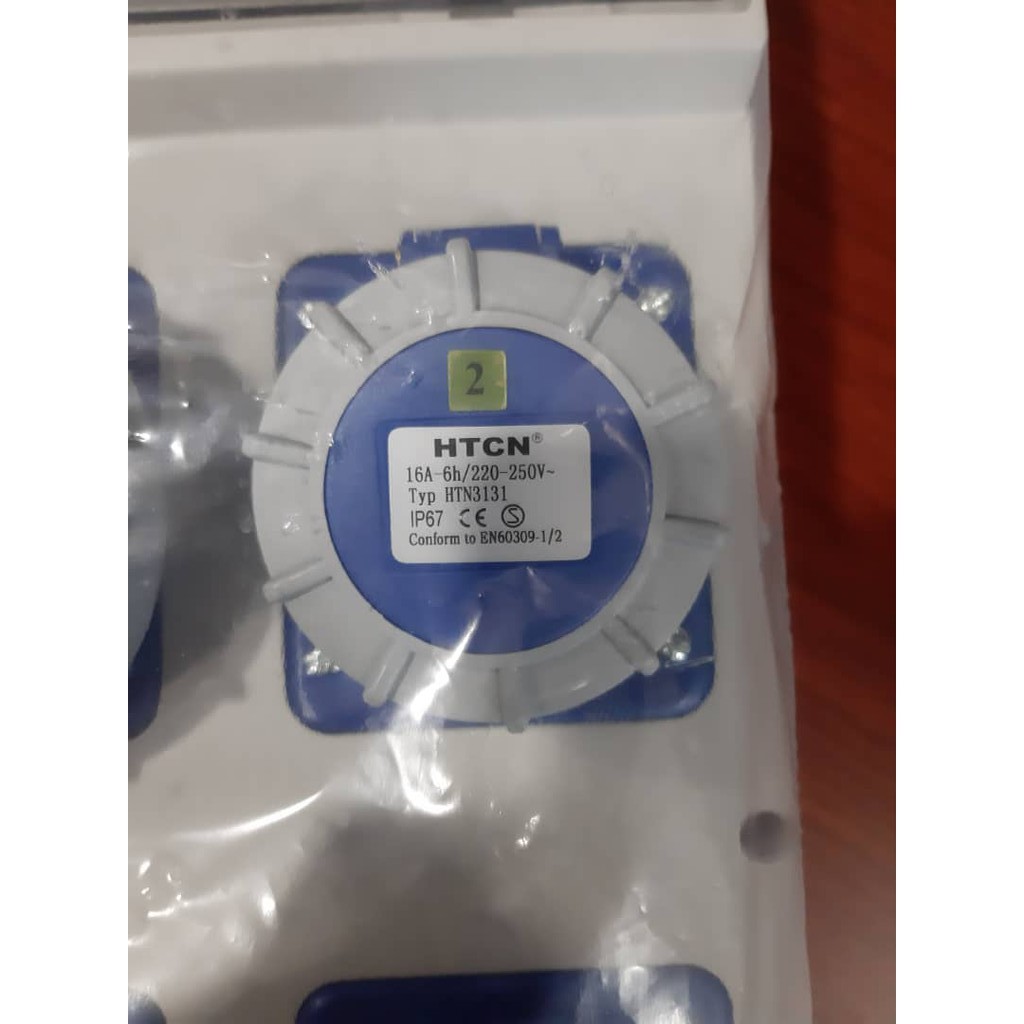 2
HTCN®
16A-6h/220-250V~
Typ HTN3131
IP67 CE S
Conform to EN60309-1/2